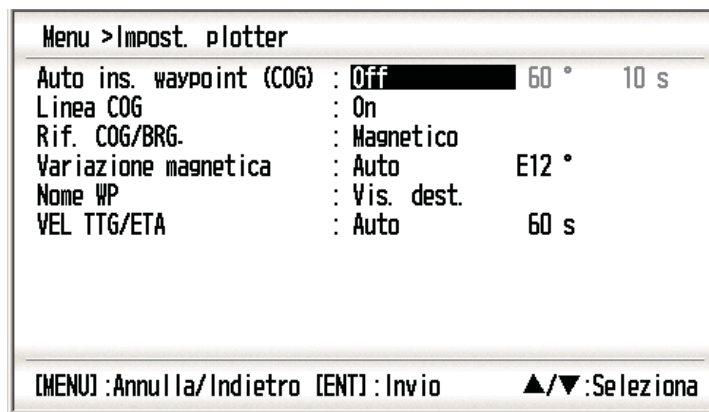 Menu >Impost. plotter
Auto ins. waypoint (COG) : Off 60 ° 10 s
Linea COG : On
Rif. COG/BRG. : Magnetico
Variazione magnetica : Auto E12 °
Nome WP : Vis. dest.
VEL TTG/ETA : Auto 60 s
[MENU] :Annulla/Indietro [ENT] :Invio ▲/▼:Seleziona